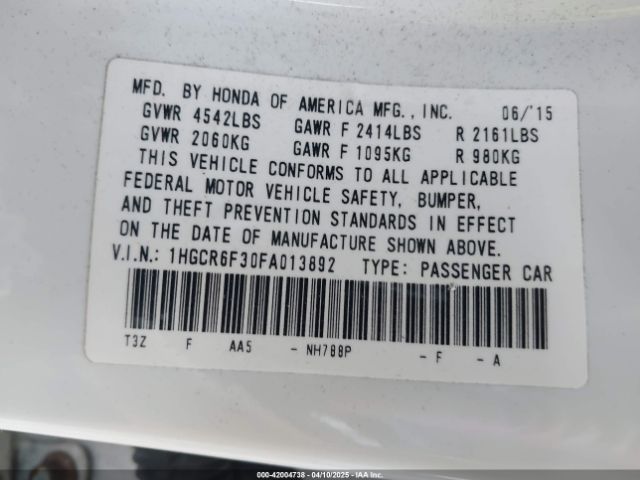 MFD. BY HONDA OF AMERICA MFG., INC. 06/'15
GVWR 4542LBS GAWR F 2414LBS R 2161LBS
GVWR 2060KG GAWR F 1095KG R 980KG
THIS VEHICLE CONFORMS TO ALL APPLICABLE
FEDERAL MOTOR VEHICLE SAFETY, BUMPER,
AND THEFT PREVENTION STANDARDS IN EFFECT
ON THE DATE OF MANUFACTURE SHOWN ABOVE.
V.I.N.: 1HGCR6F30FA013892 TYPE: PASSENGER CAR
T3Z F AA5 - NH788P - F - A
000-42004738 - 04/10/2025 - IAA Inc.